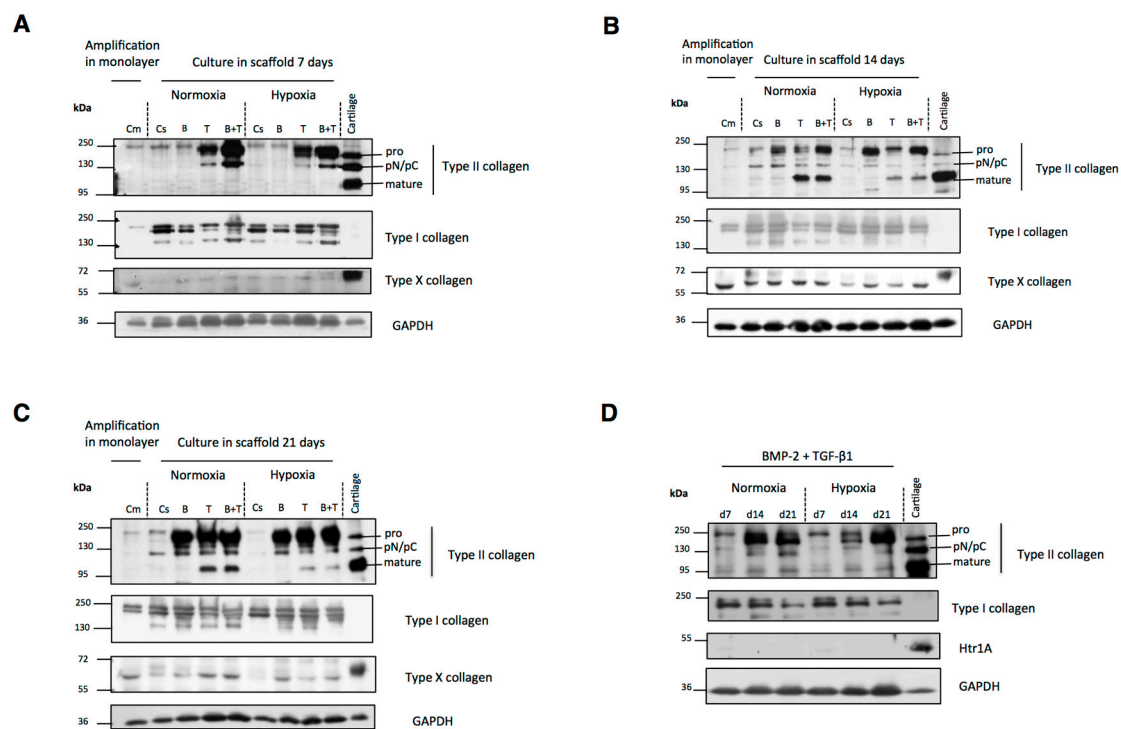 A
Amplification
in monolayer
Culture in scaffold 7 days
kDa
Normoxia Hypoxia
Cm Cs B T B+T Cs B T B+T Cartilage
250
130
95
pro
pN/pC
mature
Type II collagen
250
130
Type I collagen
72
55
Type X collagen
36
GAPDH
B
Amplification
in monolayer
Culture in scaffold 14 days
kDa
Normoxia Hypoxia
Cm Cs B T B+T Cs B T B+T Cartilage
250
130
95
pro
pN/pC
mature
Type II collagen
250
130
Type I collagen
72
55
Type X collagen
36
GAPDH
C
Amplification
in monolayer
Culture in scaffold 21 days
kDa
Normoxia Hypoxia
Cm Cs B T B+T Cs B T B+T Cartilage
250
130
95
pro
pN/pC
mature
Type II collagen
250
130
Type I collagen
72
55
Type X collagen
36
GAPDH
D
BMP-2 + TGF-β1
kDa
Normoxia Hypoxia
d7 d14 d21 d7 d14 d21 Cartilage
250
130
95
pro
pN/pC
mature
Type II collagen
250
Type I collagen
55
Htr1A
36
GAPDH